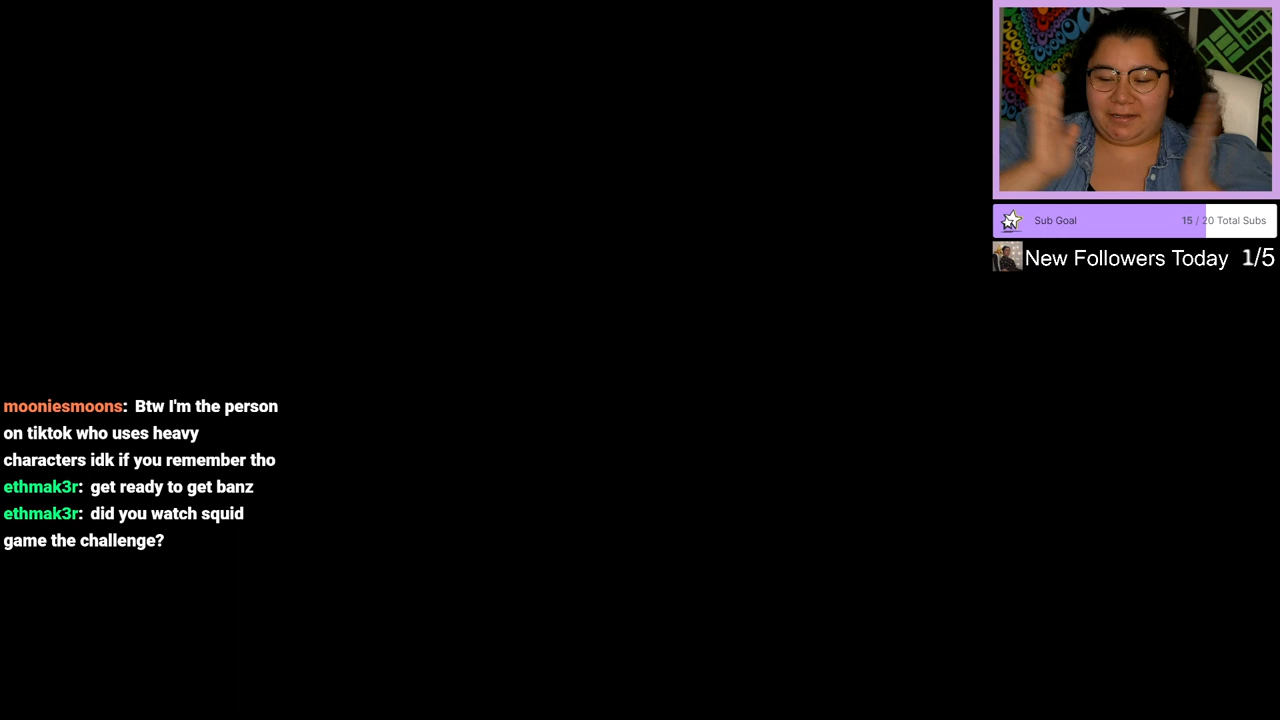 Sub Goal 15 / 20 Total Subs
New Followers Today 1/5
mooniesmoons: Btw I'm the person
on tiktok who uses heavy
characters idk if you remember tho
ethmak3r: get ready to get banz
ethmak3r: did you watch squid
game the challenge?